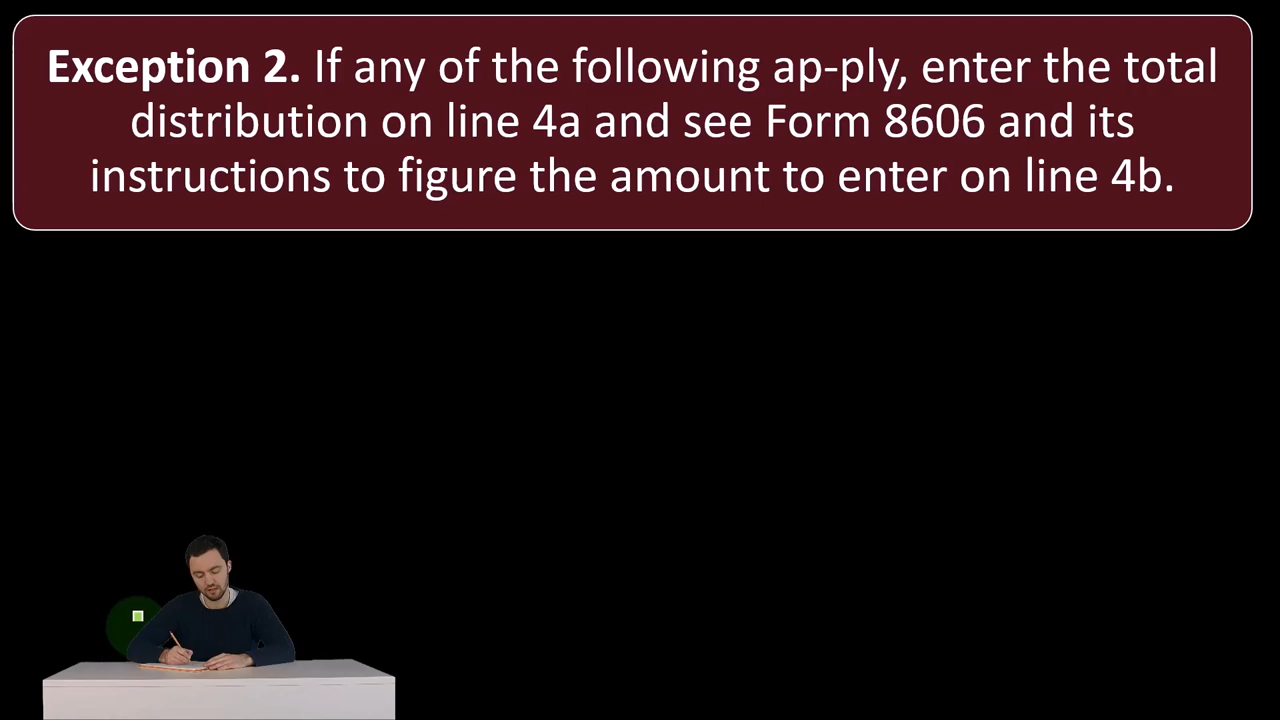 Exception 2. If any of the following ap-ply, enter the total
distribution on line 4a and see Form 8606 and its
instructions to figure the amount to enter on line 4b.